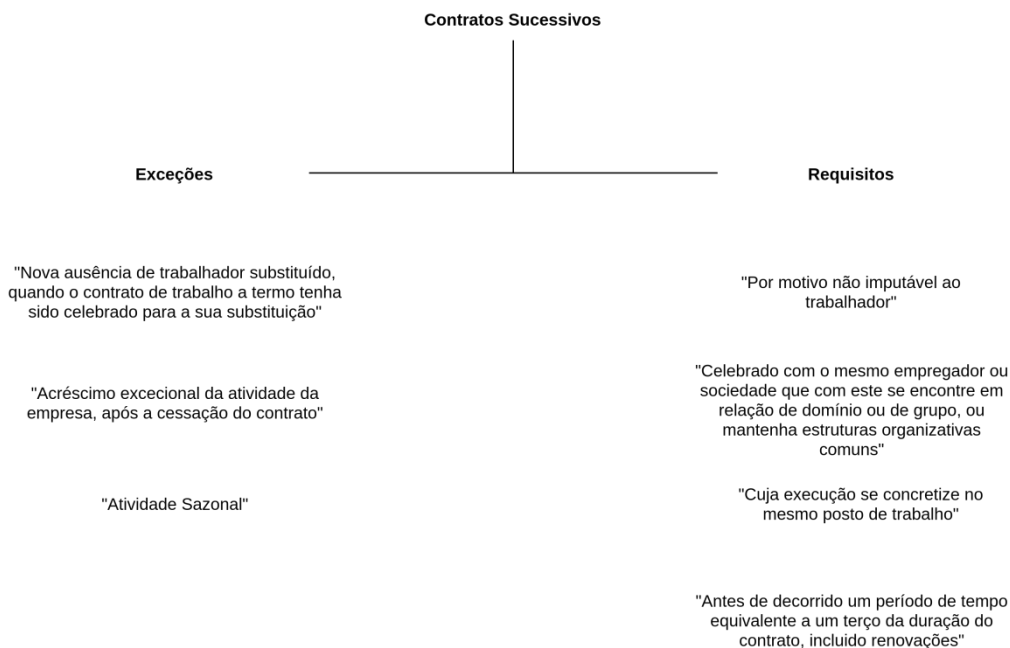 Contratos Sucessivos
Exceções
Requisitos
"Nova ausência de trabalhador substituído,
quando o contrato de trabalho a termo tenha
sido celebrado para a sua substituição"
"Acréscimo excecional da atividade da
empresa, após a cessação do contrato"
"Atividade Sazonal"
"Por motivo não imputável ao
trabalhador"
"Celebrado com o mesmo empregador ou
sociedade que com este se encontre em
relação de domínio ou de grupo, ou
mantenha estruturas organizativas
comuns"
"Cuja execução se concretize no
mesmo posto de trabalho"
"Antes de decorrido um período de tempo
equivalente a um terço da duração do
contrato, incluido renovações"